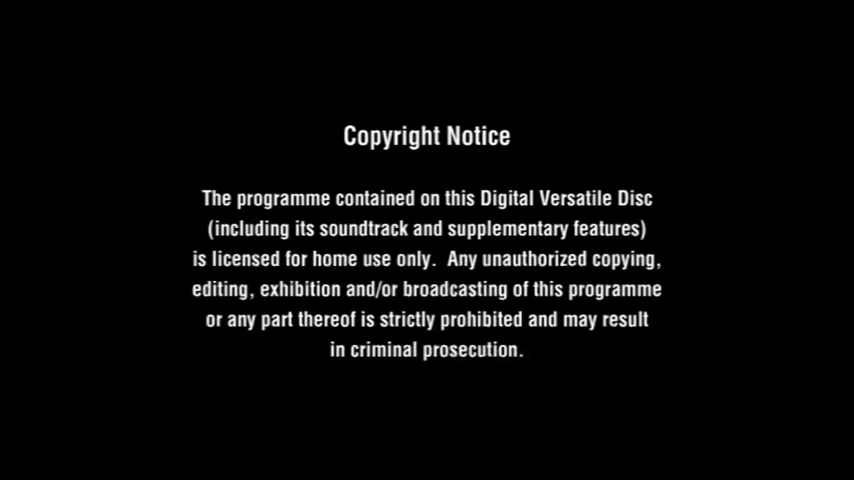 Copyright Notice
The programme contained on this Digital Versatile Disc
(including its soundtrack and supplementary features)
is licensed for home use only.  Any unauthorized copying,
editing, exhibition and/or broadcasting of this programme
or any part thereof is strictly prohibited and may result
in criminal prosecution.